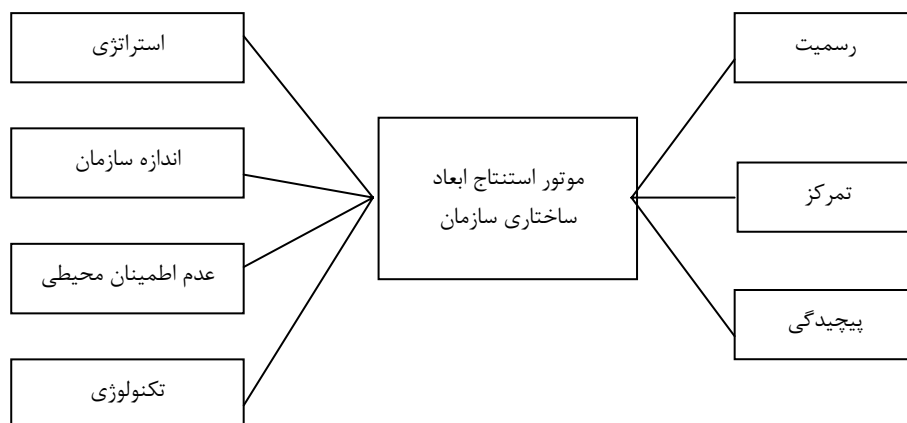 استراتژی
اندازه سازمان
عدم اطمینان محیطی
تکنولوژی
موتور استنتاج ابعاد
ساختاری سازمان
رسمیت
تمرکز
پیچیدگی